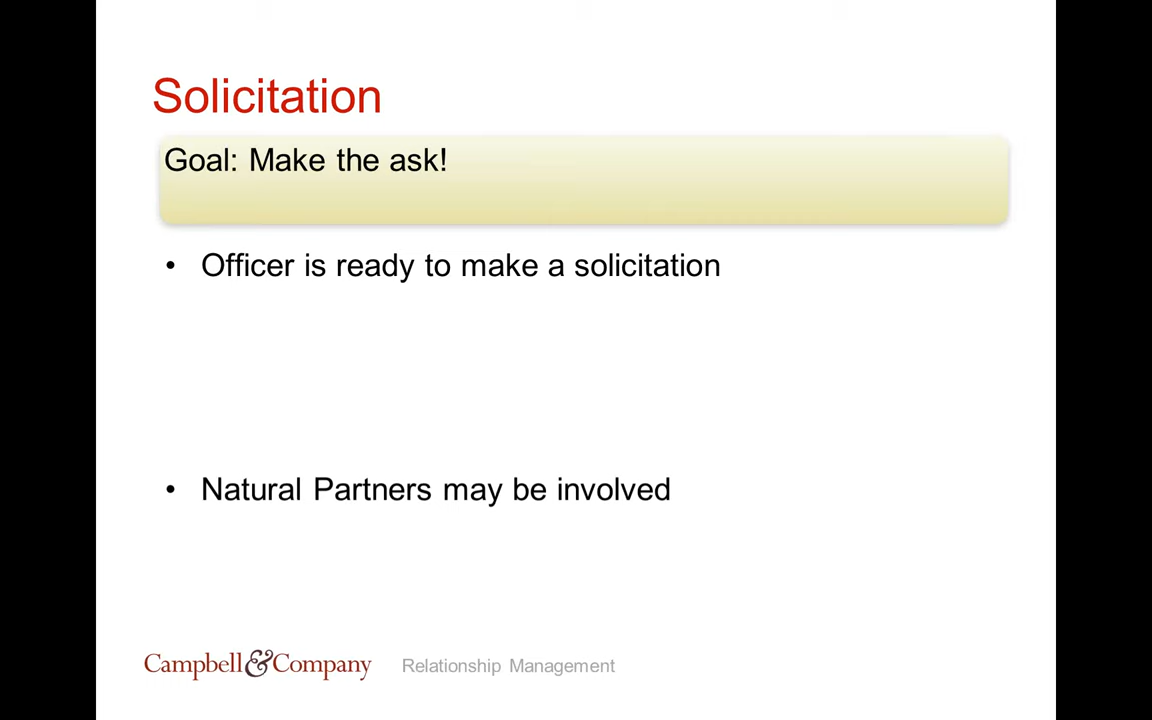 Solicitation
Goal: Make the ask!
• Officer is ready to make a solicitation
• Natural Partners may be involved
Campbell&Company Relationship Management